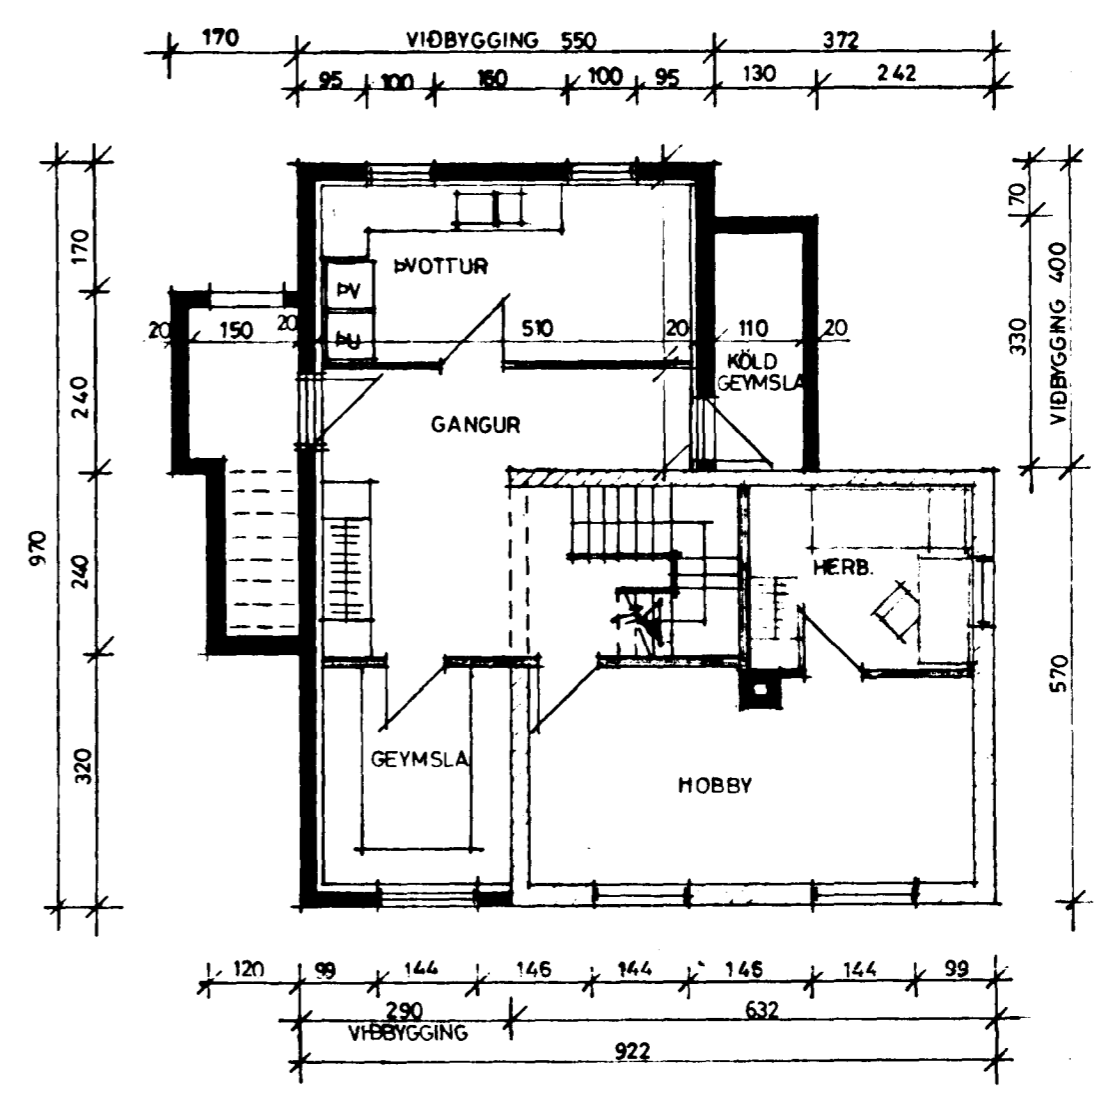 170 VIÐBYGGING 550 372
95 100 160 100 95 130 242
170
240
240
320
970
70
330
VIÐBYGGING 400
570
ÞVOTTUR
ÞV
ÞU
20 150 20 510 20 110 20
KÖLD
GEYMSLA
GANGUR
HERB.
GEYMSLA
HOBBY
120 99 144 146 144 146 144 99
290 632
VIÐBYGGING
922